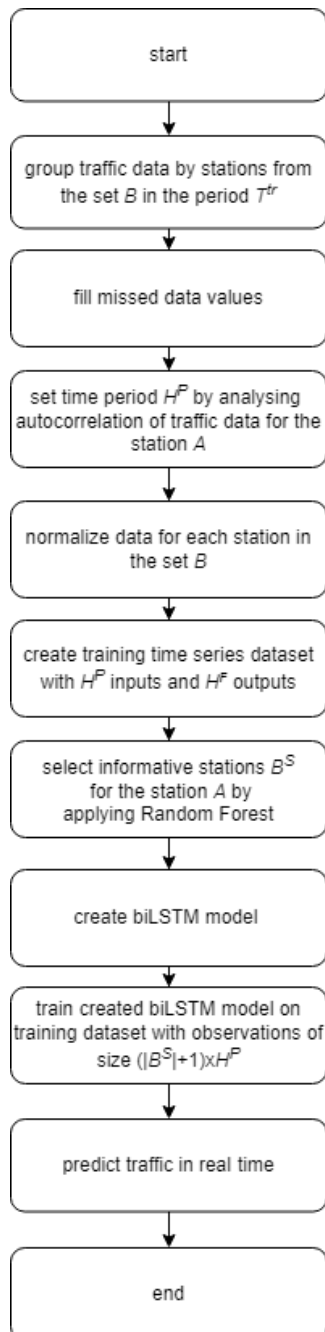 start
group traffic data by stations from
the set B in the period T^tr
fill missed data values
set time period H^P by analysing
autocorrelation of traffic data for the
station A
normalize data for each station in
the set B
create training time series dataset
with H^P inputs and H^F outputs
select informative stations B^S
for the station A by
applying Random Forest
create biLSTM model
train created biLSTM model on
training dataset with observations of
size (|B^S|+1)xH^P
predict traffic in real time
end